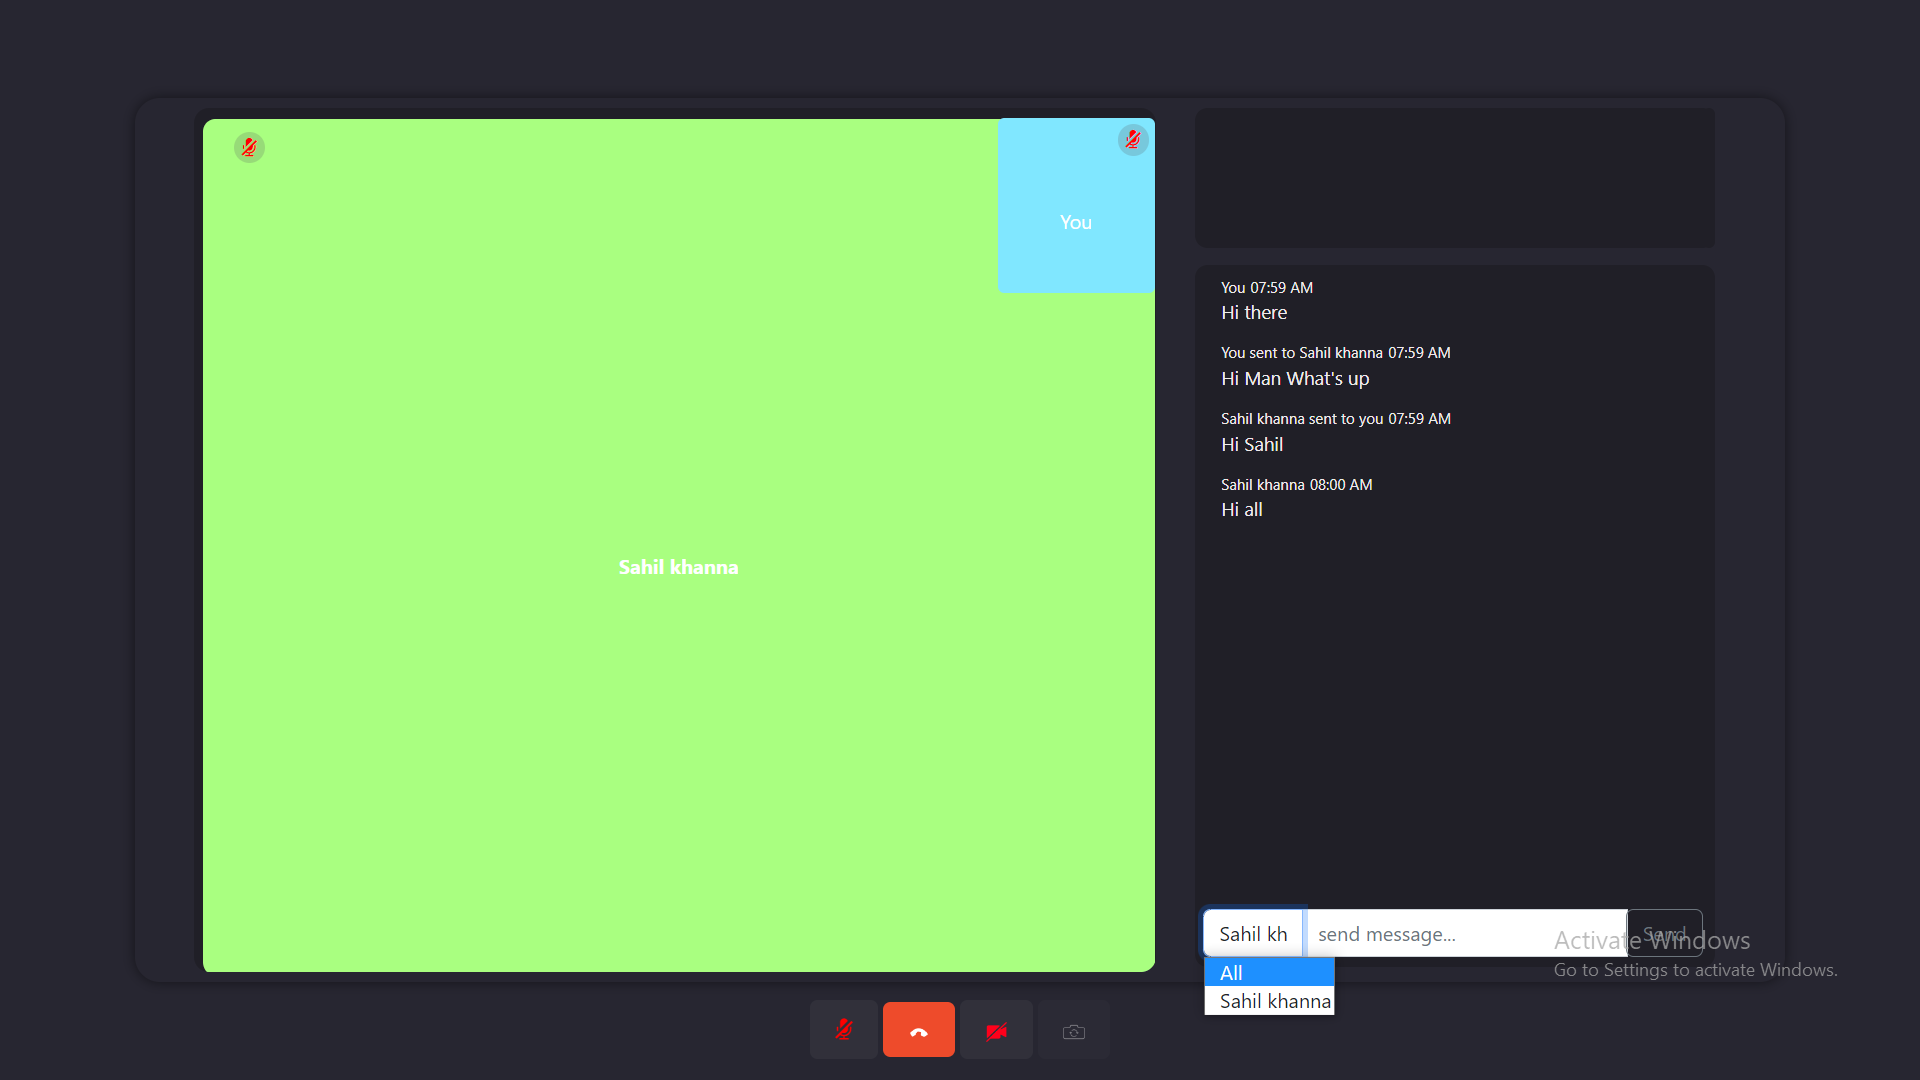 You
Sahil khanna
You 07:59 AM
Hi there
You sent to Sahil khanna 07:59 AM
Hi Man What's up
Sahil khanna sent to you 07:59 AM
Hi Sahil
Sahil khanna 08:00 AM
Hi all
Sahil kh
send message...
Send
Activate Windows
Go to Settings to activate Windows.
All
Sahil khanna